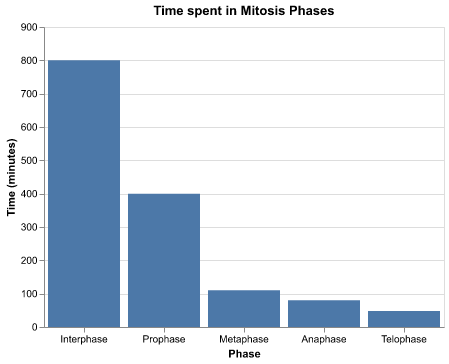 Time spent in Mitosis Phases
900
800
700
600
500
400
300
200
100
0
Time (minutes)
Interphase Prophase Metaphase Anaphase Telophase
Phase